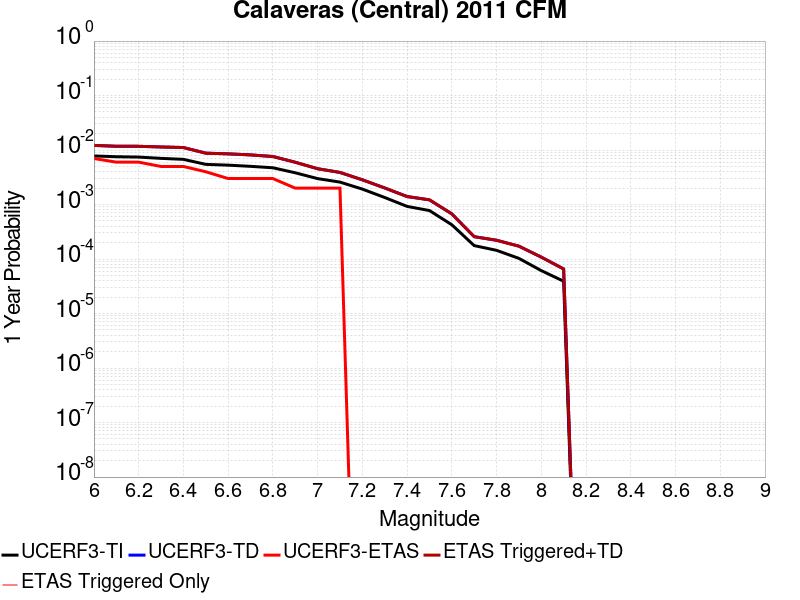 Calaveras (Central) 2011 CFM
1 Year Probability
10^0
10^-1
10^-2
10^-3
10^-4
10^-5
10^-6
10^-7
10^-8
6 6.2 6.4 6.6 6.8 7 7.2 7.4 7.6 7.8 8 8.2 8.4 8.6 8.8 9
Magnitude
UCERF3-TI UCERF3-TD UCERF3-ETAS ETAS Triggered+TD
ETAS Triggered Only